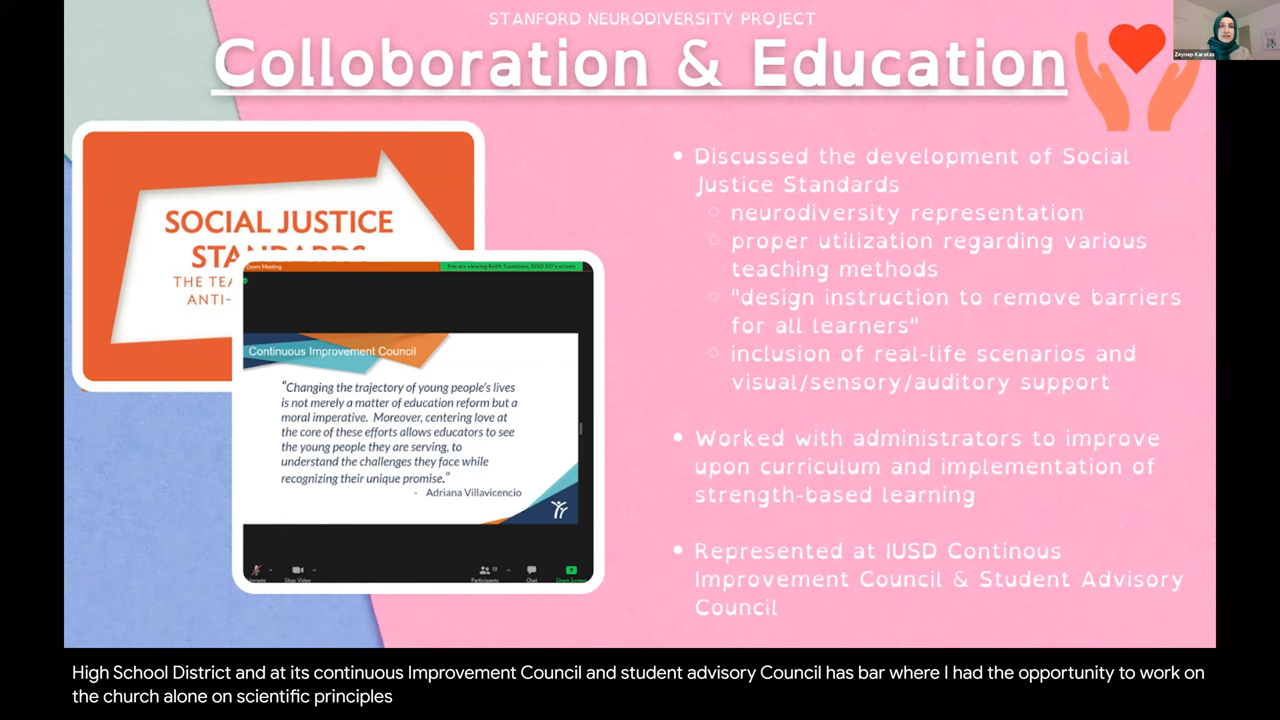 STANFORD NEURODIVERSITY PROJECT
Colloboration & Education
Zeynep Karatas
SOCIAL JUSTICE
STANDARDS
THE TEA
ANTI-
Zoom Meeting
You are viewing Keith Tuominen, IUSD DO's screen
Continuous Improvement Council
“Changing the trajectory of young people’s lives
is not merely a matter of education reform but a
moral imperative. Moreover, centering love at
the core of these efforts allows educators to see
the young people they are serving, to
understand the challenges they face while
recognizing their unique promise.”
- Adriana Villavicencio
Unmute
Stop Video
Participants
Chat
Share Screen
• Discussed the development of Social
Justice Standards
○ neurodiversity representation
○ proper utilization regarding various
teaching methods
○ "design instruction to remove barriers
for all learners"
○ inclusion of real-life scenarios and
visual/sensory/auditory support
• Worked with administrators to improve
upon curriculum and implementation of
strength-based learning
• Represented at IUSD Continous
Improvement Council & Student Advisory
Council
High School District and at its continuous Improvement Council and student advisory Council has bar where I had the opportunity to work on
the church alone on scientific principles